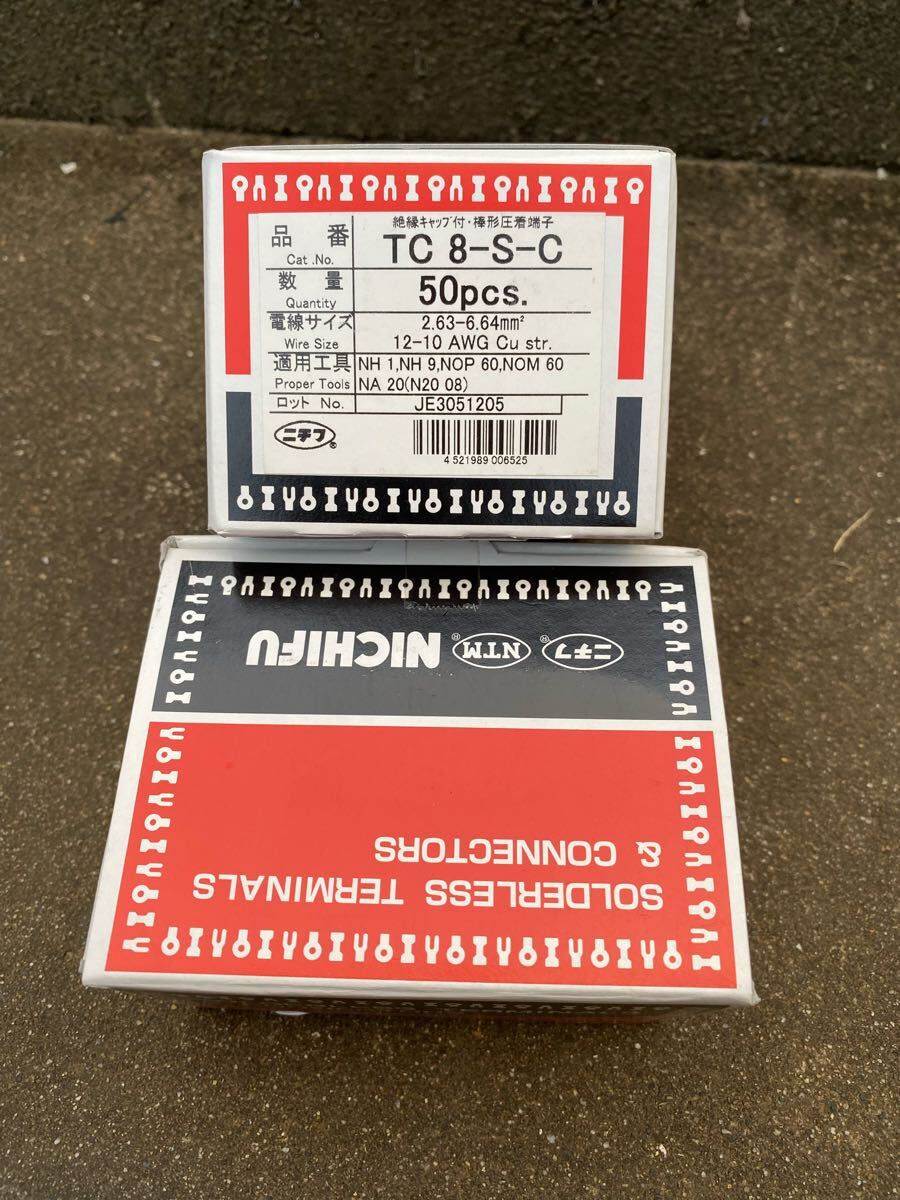 絶縁キャップ付・棒形圧着端子
品 番 TC 8-S-C
Cat .No.
数 量 50pcs.
Quantity
電線サイズ 2.63-6.64mm²
Wire Size 12-10 AWG Cu str.
適用工具 NH 1,NH 9,NOP 60,NOM 60
Proper Tools NA 20(N20 08)
ロット No. JE3051205
ニチフ®
4 521989 006525
ニチフ® NTM® NICHIFU
SOLDERLESS TERMINALS
& CONNECTORS